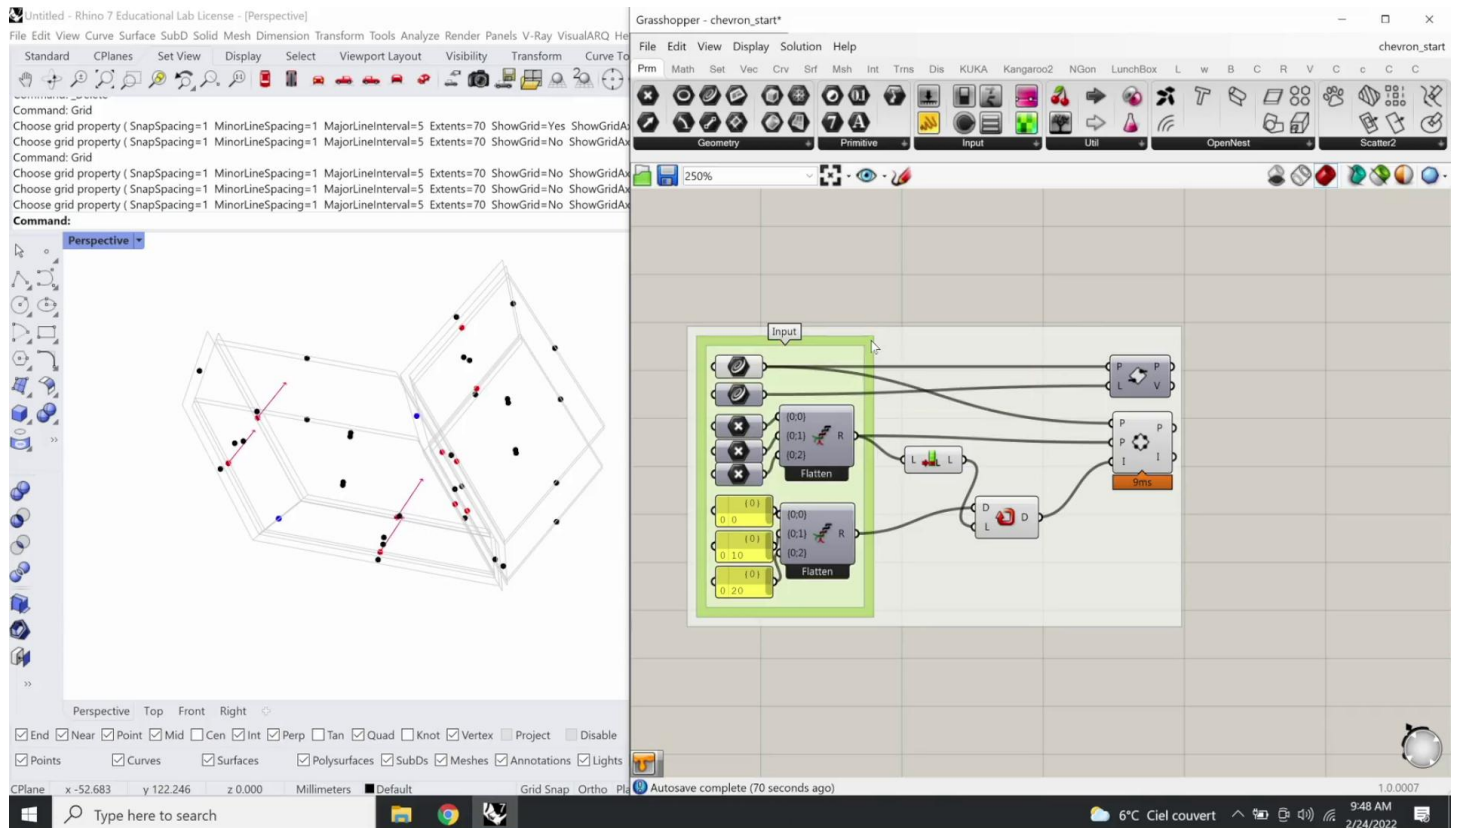 Untitled - Rhino 7 Educational Lab License - [Perspective]
File Edit View Curve Surface SubD Solid Mesh Dimension Transform Tools Analyze Render Panels V-Ray VisualARQ He
Standard CPlanes Set View Display Select Viewport Layout Visibility Transform Curve To
Command: Grid
Choose grid property ( SnapSpacing=1 MinorLineSpacing=1 MajorLineInterval=5 Extents=70 ShowGrid=Yes ShowGridA
Choose grid property ( SnapSpacing=1 MinorLineSpacing=1 MajorLineInterval=5 Extents=70 ShowGrid=No ShowGridAx
Command: Grid
Choose grid property ( SnapSpacing=1 MinorLineSpacing=1 MajorLineInterval=5 Extents=70 ShowGrid=No ShowGridAx
Choose grid property ( SnapSpacing=1 MinorLineSpacing=1 MajorLineInterval=5 Extents=70 ShowGrid=No ShowGridAx
Choose grid property ( SnapSpacing=1 MinorLineSpacing=1 MajorLineInterval=5 Extents=70 ShowGrid=No ShowGridAx
Command:
Perspective
Perspective Top Front Right
End Near Point Mid Cen Int Perp Tan Quad Knot Vertex Project Disable
Points Curves Surfaces Polysurfaces SubDs Meshes Annotations Lights
CPlane x -52.683 y 122.246 z 0.000 Millimeters Default Grid Snap Ortho Pla
Grasshopper - chevron_start*
File Edit View Display Solution Help chevron_start
Prm Math Set Vec Crv Srf Msh Int Trns Dis KUKA Kangaroo2 NGon LunchBox L w B C R V C c C C
Geometry Primitive Input Util OpenNest Scatter2
250%
Input
P P
L V
{0;0}
{0;1} R
{0;2}
Flatten
L L
P P
P
I I
9ms
{0}
0 0
{0}
0 10
{0}
0 20
{0;0}
{0;1} R
{0;2}
Flatten
D D
L
Autosave complete (70 seconds ago) 1.0.0007
Type here to search
6°C Ciel couvert
9:48 AM
2/24/2022